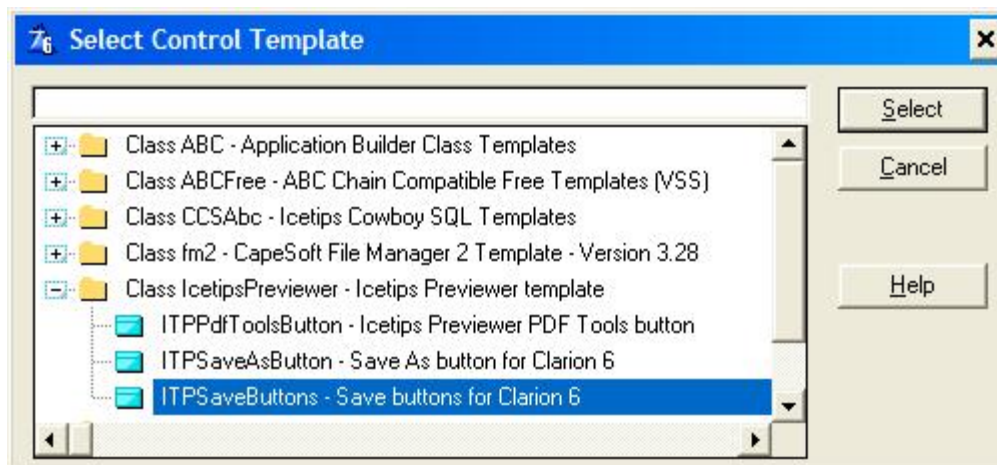 Select Control Template
Select
Class ABC - Application Builder Class Templates
Cancel
Class ABCFree - ABC Chain Compatible Free Templates (VSS)
Class CCSAbc - Icetips Cowboy SQL Templates
Class fm2 - CapeSoft File Manager 2 Template - Version 3.28
Help
Class IcetipsPreviewer - Icetips Previewer template
ITPPdfToolsButton - Icetips Previewer PDF Tools button
ITPSaveAsButton - Save As button for Clarion 6
ITPSaveButtons - Save buttons for Clarion 6